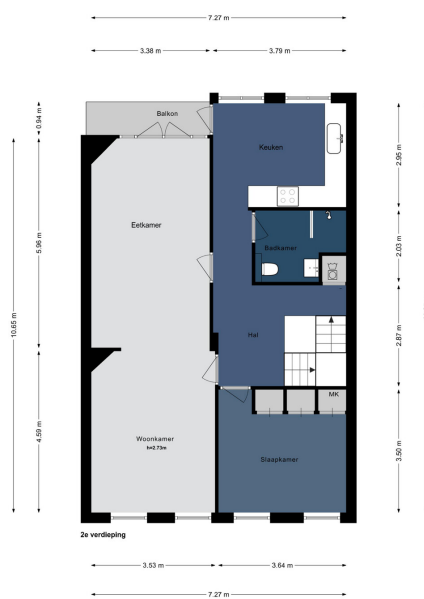 7.27 m
3.38 m
3.79 m
0.94 m
Balkon
Keuken
2.95 m
5.96 m
Eetkamer
Badkamer
2.03 m
10.65 m
Hal
2.87 m
MK
4.59 m
Woonkamer
h=2.73m
Slaapkamer
3.50 m
2e verdieping
3.53 m
3.64 m
7.27 m